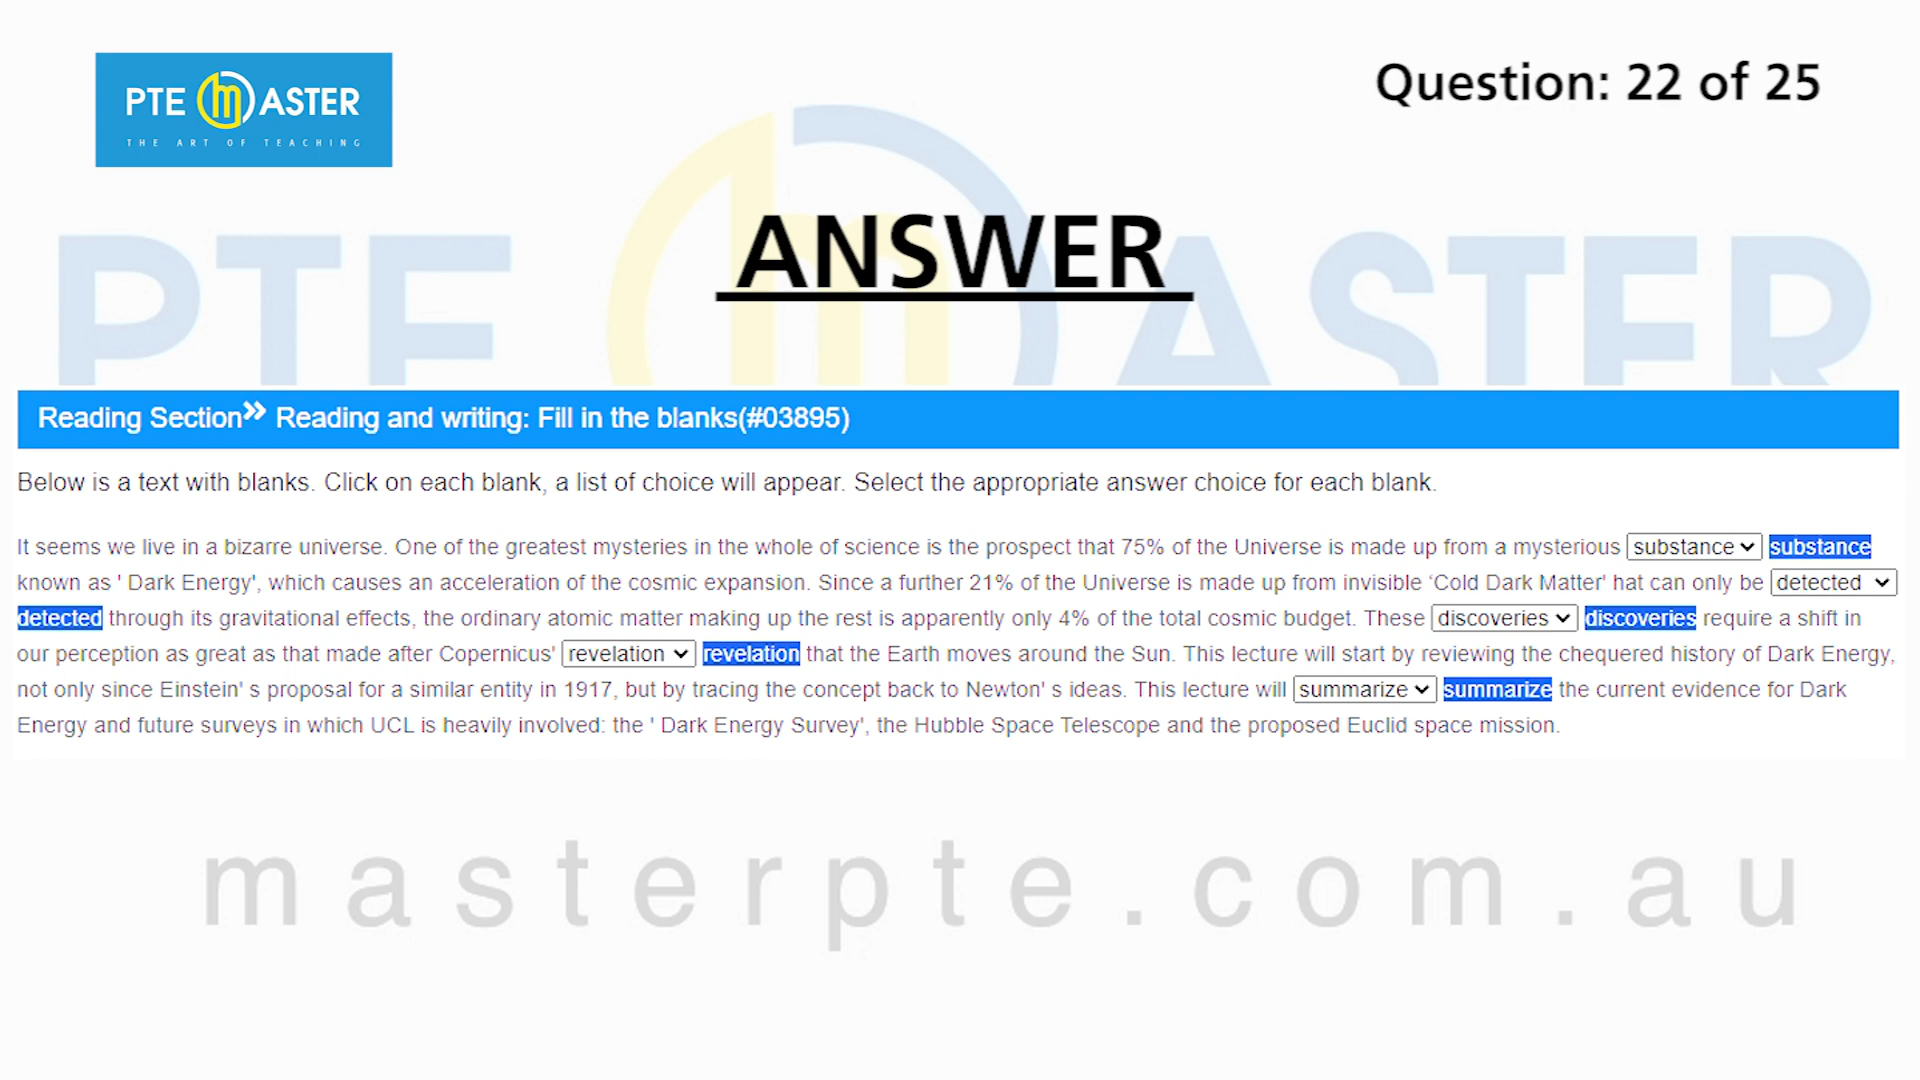 PTE MASTER
THE ART OF TEACHING
Question: 22 of 25
PTE MASTER
ANSWER
Reading Section» Reading and writing: Fill in the blanks(#03895)
Below is a text with blanks. Click on each blank, a list of choice will appear. Select the appropriate answer choice for each blank.
It seems we live in a bizarre universe. One of the greatest mysteries in the whole of science is the prospect that 75% of the Universe is made up from a mysterious substance substance
known as ' Dark Energy', which causes an acceleration of the cosmic expansion. Since a further 21% of the Universe is made up from invisible ‘Cold Dark Matter' hat can only be detected
detected through its gravitational effects, the ordinary atomic matter making up the rest is apparently only 4% of the total cosmic budget. These discoveries discoveries require a shift in
our perception as great as that made after Copernicus' revelation revelation that the Earth moves around the Sun. This lecture will start by reviewing the chequered history of Dark Energy,
not only since Einstein' s proposal for a similar entity in 1917, but by tracing the concept back to Newton' s ideas. This lecture will summarize summarize the current evidence for Dark
Energy and future surveys in which UCL is heavily involved: the ' Dark Energy Survey', the Hubble Space Telescope and the proposed Euclid space mission.
masterpte.com.au